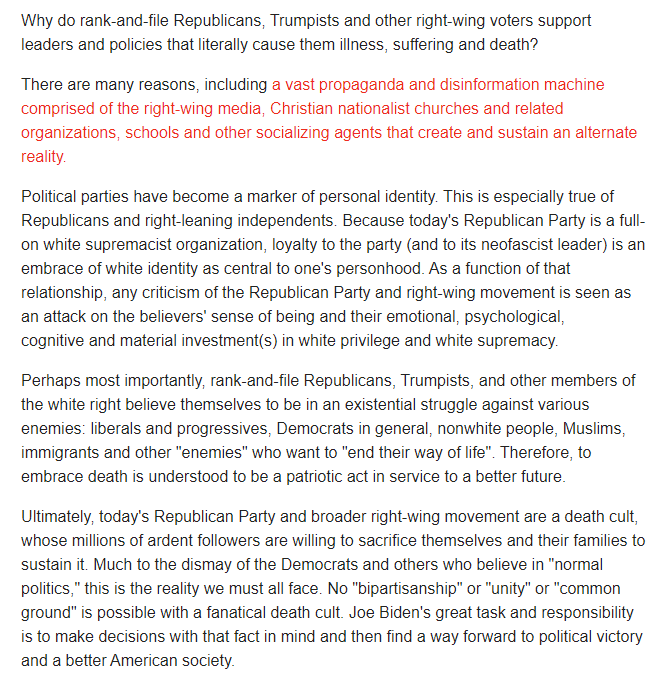 Why do rank-and-file Republicans, Trumpists and other right-wing voters support
leaders and policies that literally cause them illness, suffering and death?
There are many reasons, including a vast propaganda and disinformation machine
comprised of the right-wing media, Christian nationalist churches and related
organizations, schools and other socializing agents that create and sustain an alternate
reality.
Political parties have become a marker of personal identity. This is especially true of
Republicans and right-leaning independents. Because today's Republican Party is a full-
on white supremacist organization, loyalty to the party (and to its neofascist leader) is an
embrace of white identity as central to one's personhood. As a function of that
relationship, any criticism of the Republican Party and right-wing movement is seen as
an attack on the believers' sense of being and their emotional, psychological,
cognitive and material investment(s) in white privilege and white supremacy.
Perhaps most importantly, rank-and-file Republicans, Trumpists, and other members of
the white right believe themselves to be in an existential struggle against various
enemies: liberals and progressives, Democrats in general, nonwhite people, Muslims,
immigrants and other "enemies" who want to "end their way of life". Therefore, to
embrace death is understood to be a patriotic act in service to a better future.
Ultimately, today's Republican Party and broader right-wing movement are a death cult,
whose millions of ardent followers are willing to sacrifice themselves and their families to
sustain it. Much to the dismay of the Democrats and others who believe in "normal
politics," this is the reality we must all face. No "bipartisanship" or "unity" or "common
ground" is possible with a fanatical death cult. Joe Biden's great task and responsibility
is to make decisions with that fact in mind and then find a way forward to political victory
and a better American society.